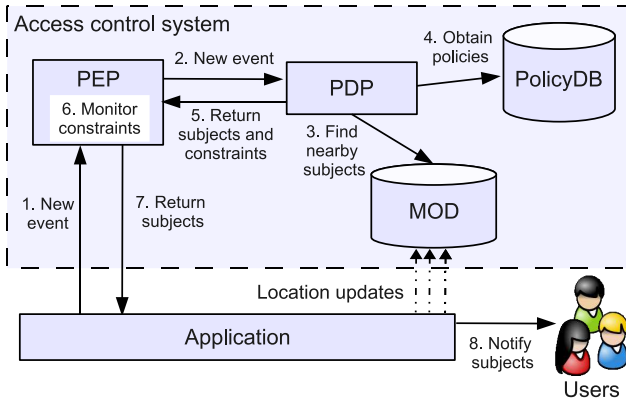 Access control system
PEP
6. Monitor
constraints
2. New event
PDP
5. Return
subjects and
constraints
4. Obtain
policies
PolicyDB
3. Find
nearby
subjects
MOD
1. New
event
7. Return
subjects
Location updates
Application
8. Notify
subjects
Users